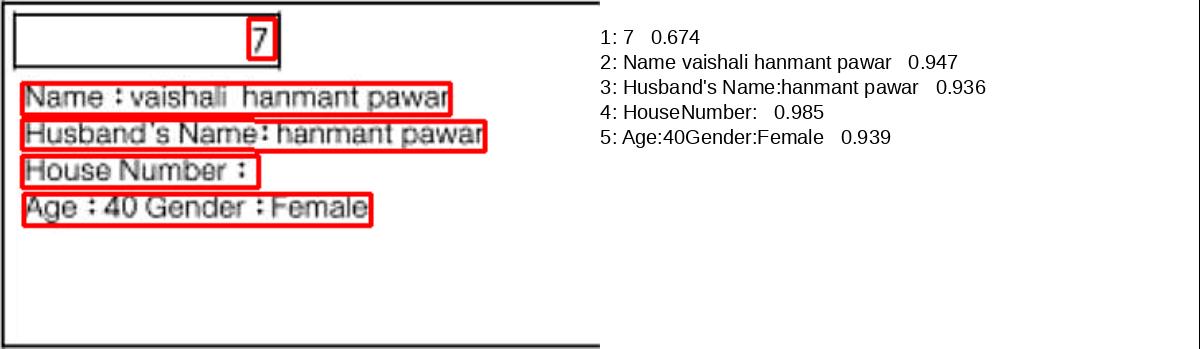 7
Name : vaishali hanmant pawar
Husband's Name: hanmant pawar
House Number :
Age : 40 Gender : Female
1: 7 0.674
2: Name vaishali hanmant pawar 0.947
3: Husband's Name:hanmant pawar 0.936
4: HouseNumber: 0.985
5: Age:40Gender:Female 0.939